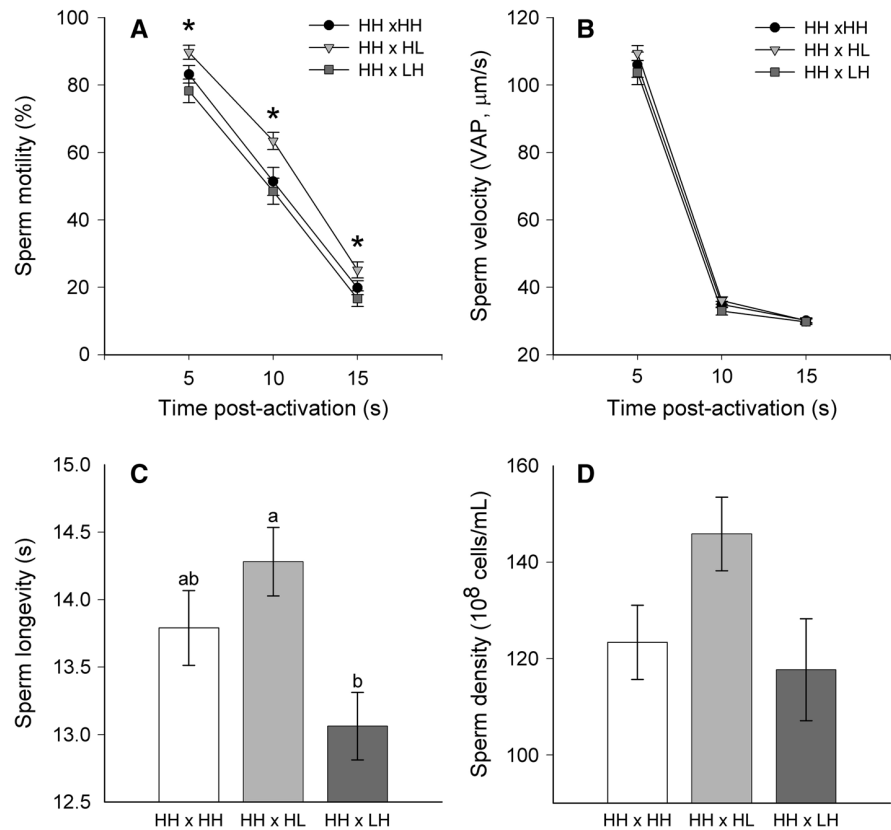 A
*
*
*
HH xHH
HH x HL
HH x LH
100
80
60
40
20
0
Sperm motility (%)
5 10 15
Time post-activation (s)
B
HH xHH
HH x HL
HH x LH
120
100
80
60
40
20
Sperm velocity (VAP, μm/s)
5 10 15
Time post-activation (s)
C
15.0
14.5
14.0
13.5
13.0
12.5
Sperm longevity (s)
ab
a
b
HH x HH HH x HL HH x LH
D
160
140
120
100
Sperm density (10⁸ cells/mL)
HH x HH HH x HL HH x LH